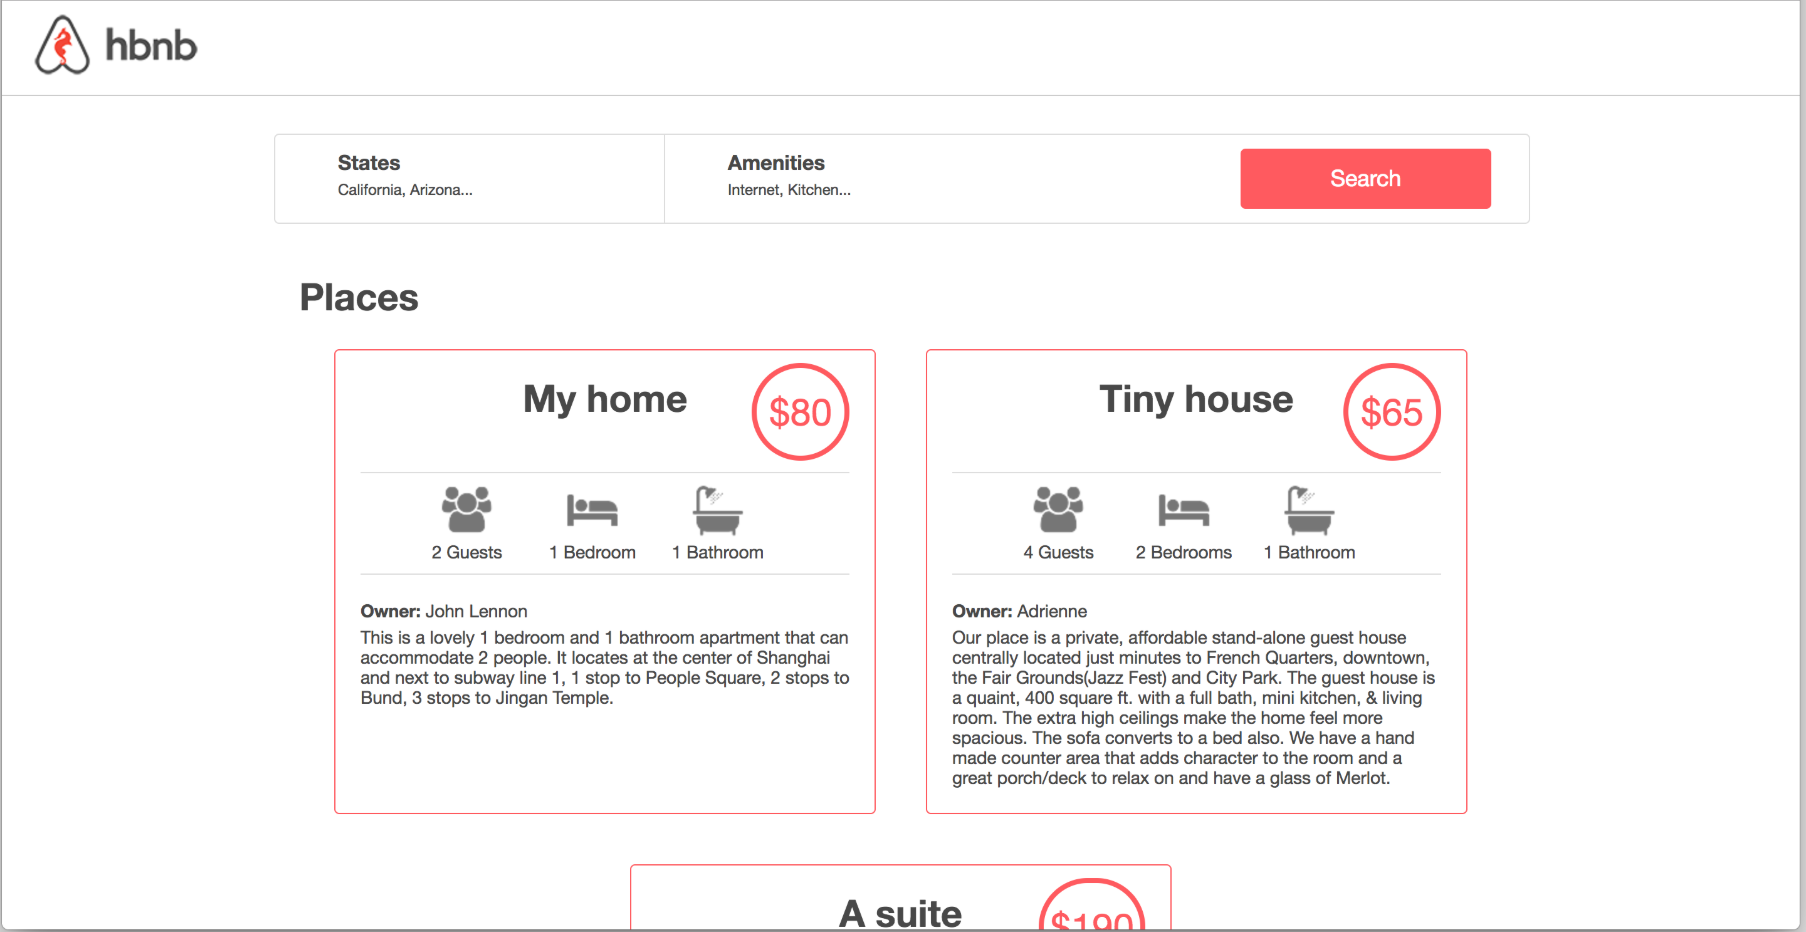 hbnb
States
California, Arizona...
Amenities
Internet, Kitchen...
Search
Places
My home
$80
2 Guests
1 Bedroom
1 Bathroom
Owner: John Lennon
This is a lovely 1 bedroom and 1 bathroom apartment that can
accommodate 2 people. It locates at the center of Shanghai
and next to subway line 1, 1 stop to People Square, 2 stops to
Bund, 3 stops to Jingan Temple.
Tiny house
$65
4 Guests
2 Bedrooms
1 Bathroom
Owner: Adrienne
Our place is a private, affordable stand-alone guest house
centrally located just minutes to French Quarters, downtown,
the Fair Grounds(Jazz Fest) and City Park. The guest house is
a quaint, 400 square ft. with a full bath, mini kitchen, & living
room. The extra high ceilings make the home feel more
spacious. The sofa converts to a bed also. We have a hand
made counter area that adds character to the room and a
great porch/deck to relax on and have a glass of Merlot.
A suite
$190